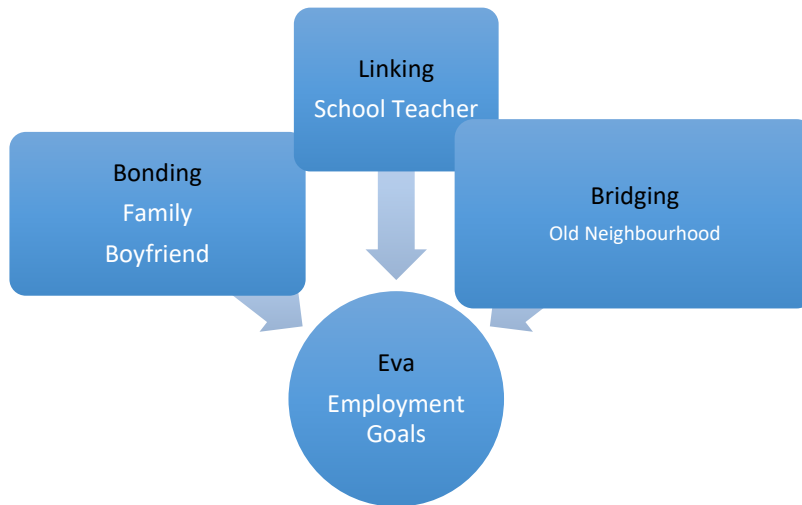 Linking
School Teacher
Bonding
Family
Boyfriend
Bridging
Old Neighbourhood
Eva
Employment
Goals